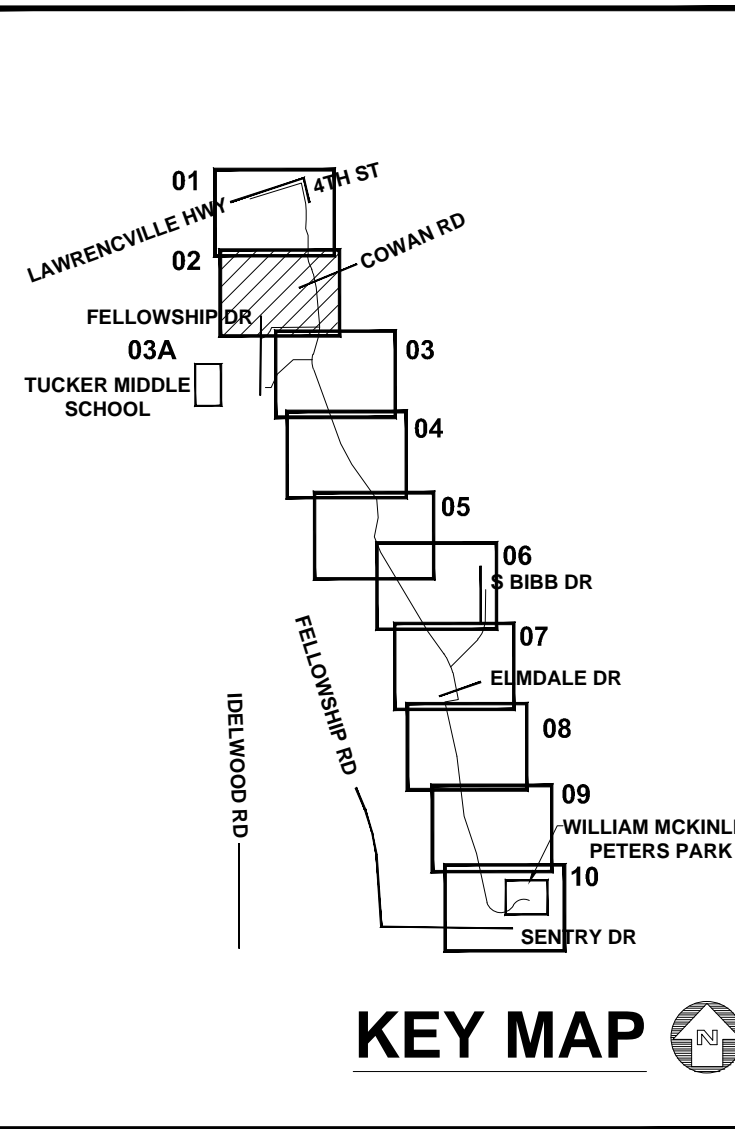 01
4TH ST
LAWRENCVILLE HWY
COWAN RD
02
FELLOWSHIP DR
03A
03
TUCKER MIDDLE
SCHOOL
04
05
06
S BIBB DR
FELLOWSHIP RD
07
ELMDALE DR
IDELWOOD RD
08
09
WILLIAM MCKINL
PETERS PARK
10
SENTRY DR
KEY MAP
N